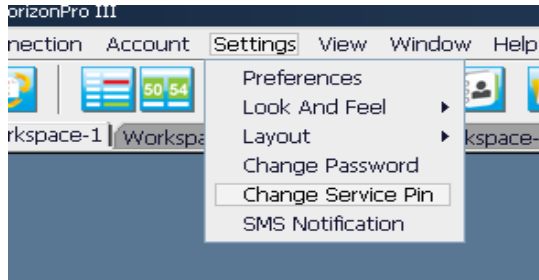 orizonPro III
nection Account Settings View Window Help
50 54
rkspace-1 Workspa kspace-
Preferences
Look And Feel
Layout
Change Password
Change Service Pin
SMS Notification